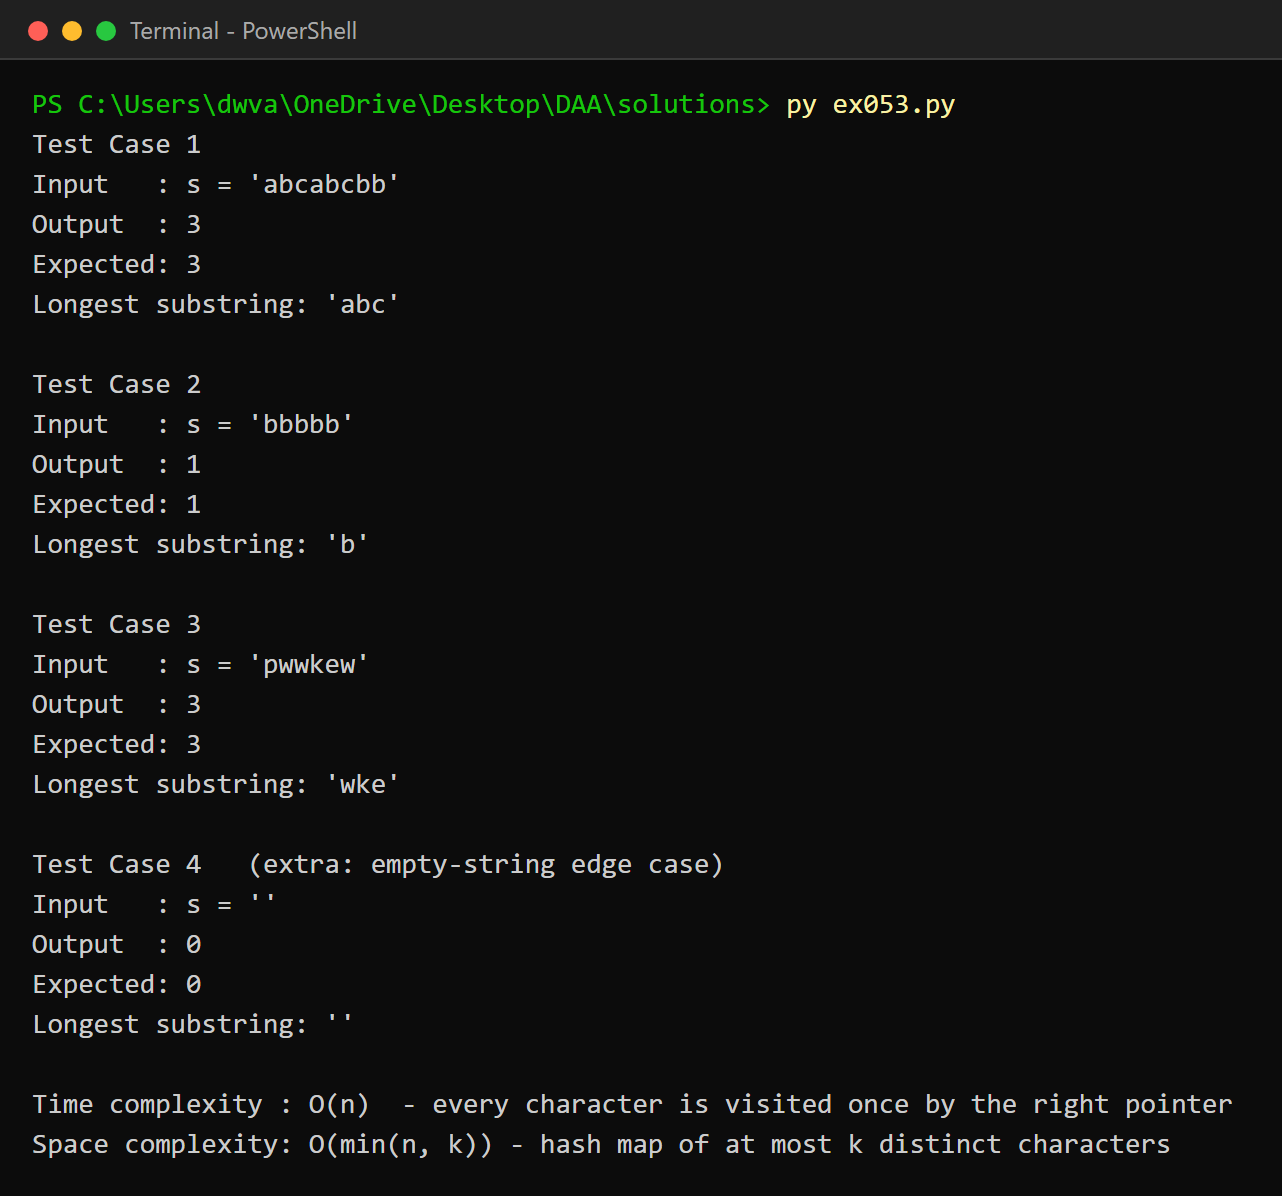 Terminal - PowerShell
PS C:\Users\dwva\OneDrive\Desktop\DAA\solutions> py ex053.py
Test Case 1
Input   : s = 'abcabcbb'
Output  : 3
Expected: 3
Longest substring: 'abc'

Test Case 2
Input   : s = 'bbbbb'
Output  : 1
Expected: 1
Longest substring: 'b'

Test Case 3
Input   : s = 'pwwkew'
Output  : 3
Expected: 3
Longest substring: 'wke'

Test Case 4   (extra: empty-string edge case)
Input   : s = ''
Output  : 0
Expected: 0
Longest substring: ''

Time complexity : O(n)  - every character is visited once by the right pointer
Space complexity: O(min(n, k)) - hash map of at most k distinct characters